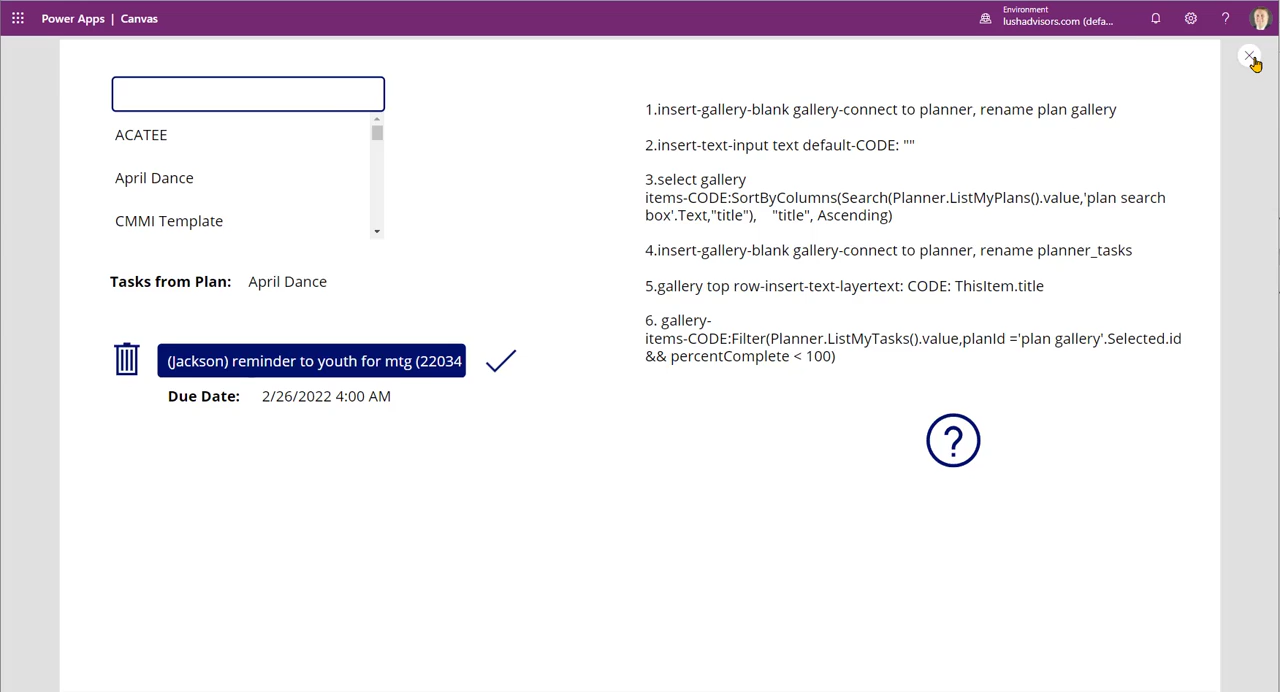 Power Apps | Canvas
Environment
lushadvisors.com (defa...
?
ACATEE
April Dance
CMMI Template
Tasks from Plan: April Dance
(Jackson) reminder to youth for mtg (22034
Due Date: 2/26/2022 4:00 AM
1.insert-gallery-blank gallery-connect to planner, rename plan gallery
2.insert-text-input text default-CODE: ""
3.select gallery
items-CODE:SortByColumns(Search(Planner.ListMyPlans().value,'plan search
box'.Text,"title"), "title", Ascending)
4.insert-gallery-blank gallery-connect to planner, rename planner_tasks
5.gallery top row-insert-text-layertext: CODE: ThisItem.title
6. gallery-
items-CODE:Filter(Planner.ListMyTasks().value,planId ='plan gallery'.Selected.id
&& percentComplete < 100)
?